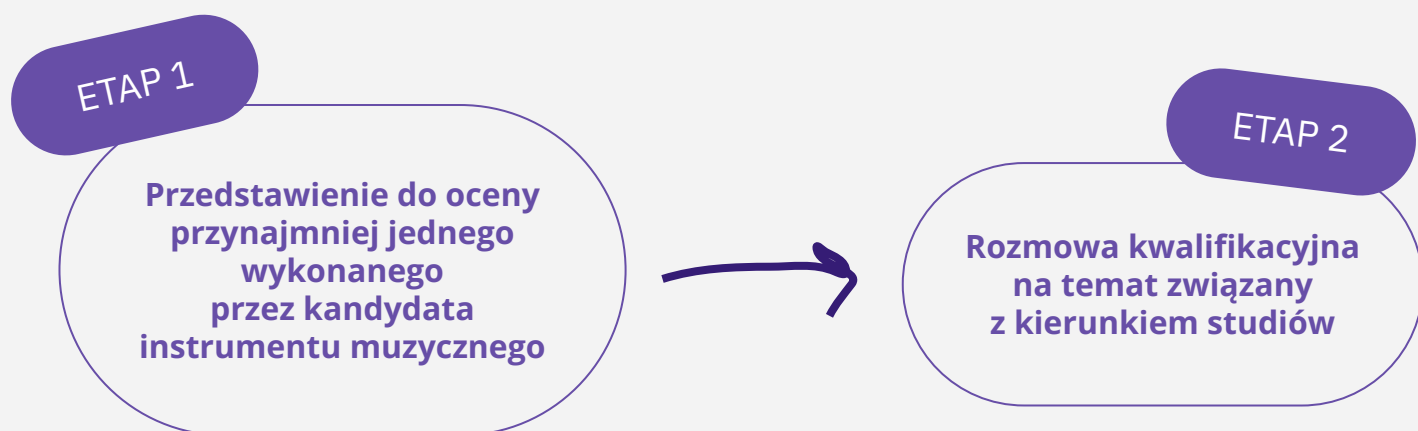 ETAP 1
Przedstawienie do oceny
przynajmniej jednego
wykonanego
przez kandydata
instrumentu muzycznego
ETAP 2
Rozmowa kwalifikacyjna
na temat związany
z kierunkiem studiów